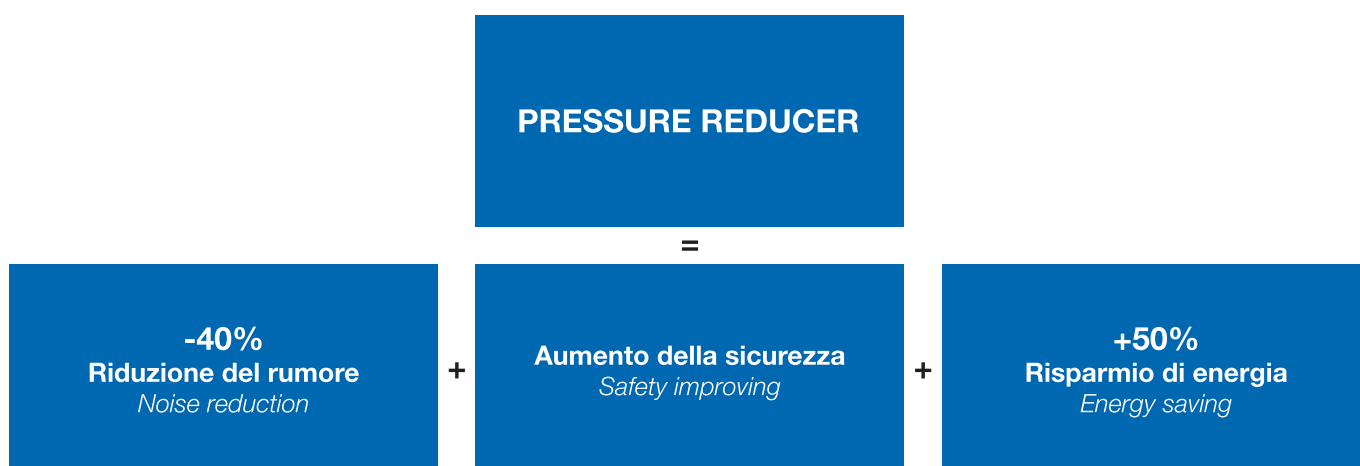 PRESSURE REDUCER
=
-40%
Riduzione del rumore
Noise reduction
+
Aumento della sicurezza
Safety improving
+
+50%
Risparmio di energia
Energy saving